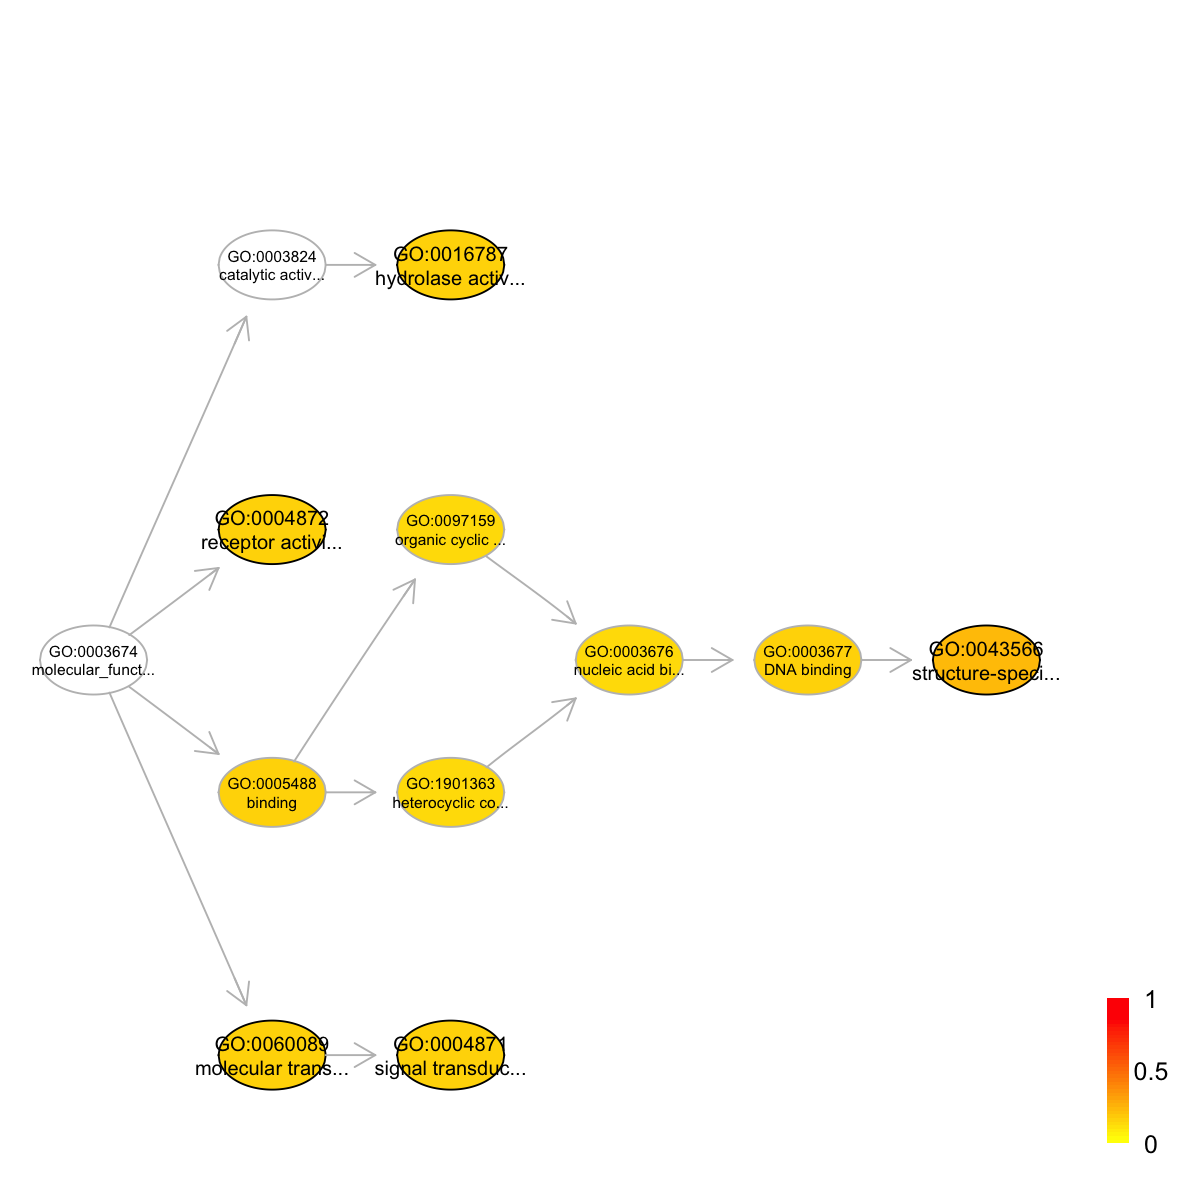 GO:0003824
catalytic activ...
GO:0016787
hydrolase activ...
GO:0004872
receptor activi...
GO:0097159
organic cyclic ...
GO:0003674
molecular_funct...
GO:0003676
nucleic acid bi...
GO:0003677
DNA binding
GO:0043566
structure-speci...
GO:0005488
binding
GO:1901363
heterocyclic co...
GO:0060089
molecular trans...
GO:0004871
signal transduc...
1
0.5
0